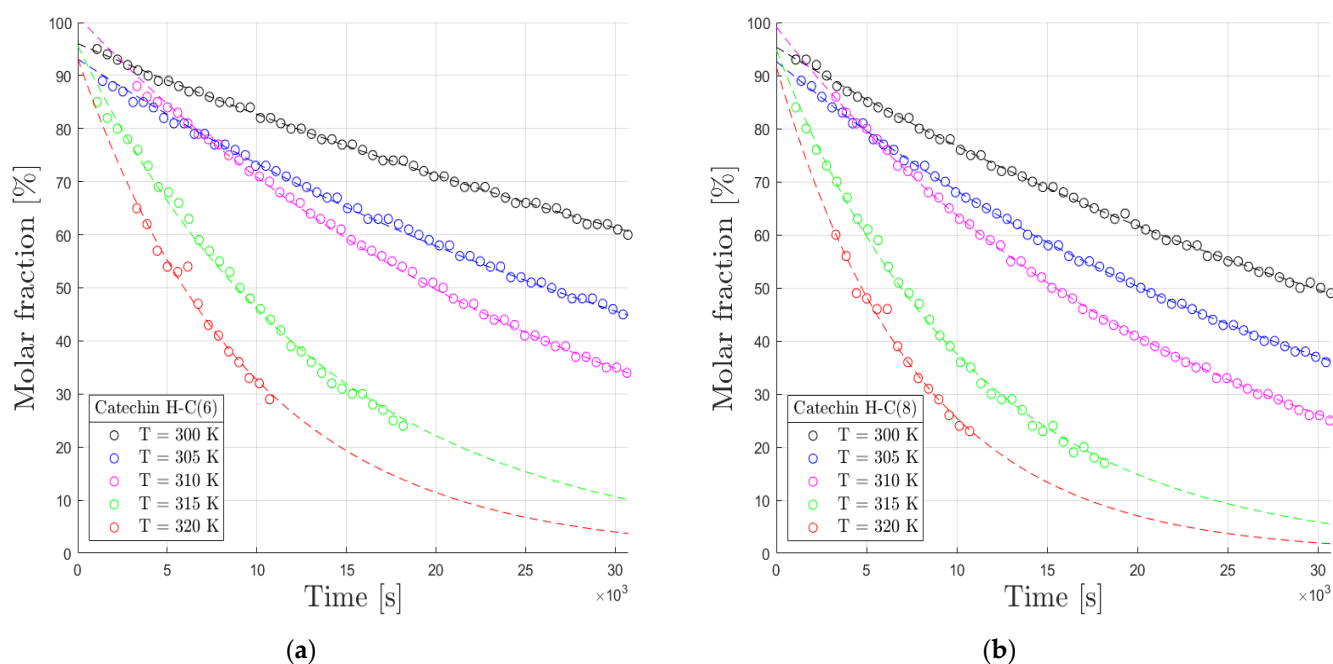 100
90
80
70
60
50
40
30
20
10
0
Molar fraction [%]
Catechin H-C(6)
T = 300 K
T = 305 K
T = 310 K
T = 315 K
T = 320 K
0 5 10 15 20 25 30
Time [s]
×10³
(a)
100
90
80
70
60
50
40
30
20
10
0
Molar fraction [%]
Catechin H-C(8)
T = 300 K
T = 305 K
T = 310 K
T = 315 K
T = 320 K
0 5 10 15 20 25 30
Time [s]
×10³
(b)